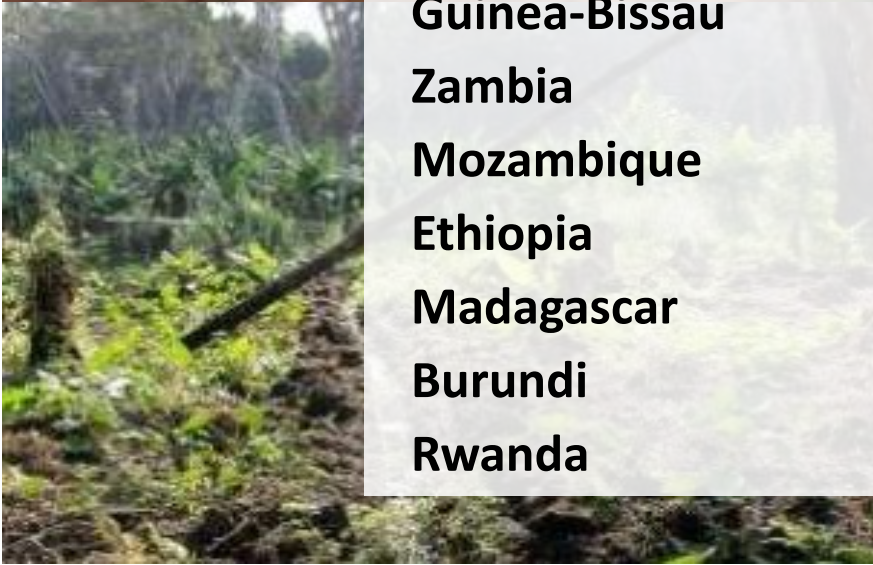 Guinea-Bissau
Zambia
Mozambique
Ethiopia
Madagascar
Burundi
Rwanda